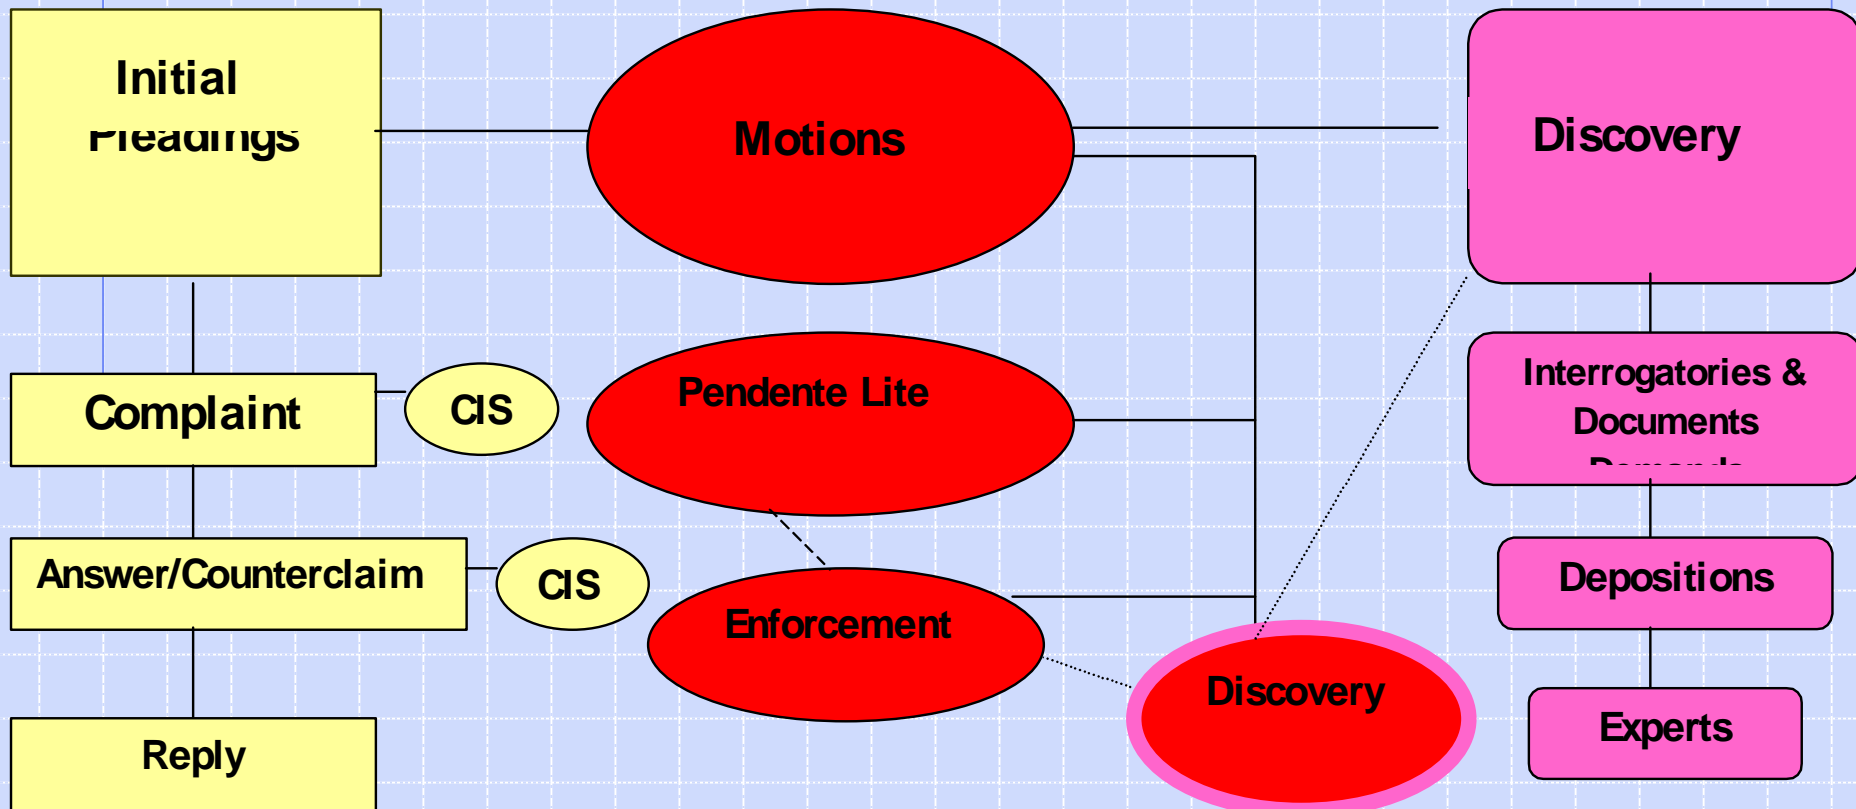 Initial
Pleadings
Complaint
CIS
Answer/Counterclaim
CIS
Reply
Motions
Pendente Lite
Enforcement
Discovery
Discovery
Interrogatories &
Documents
Depositions
Experts